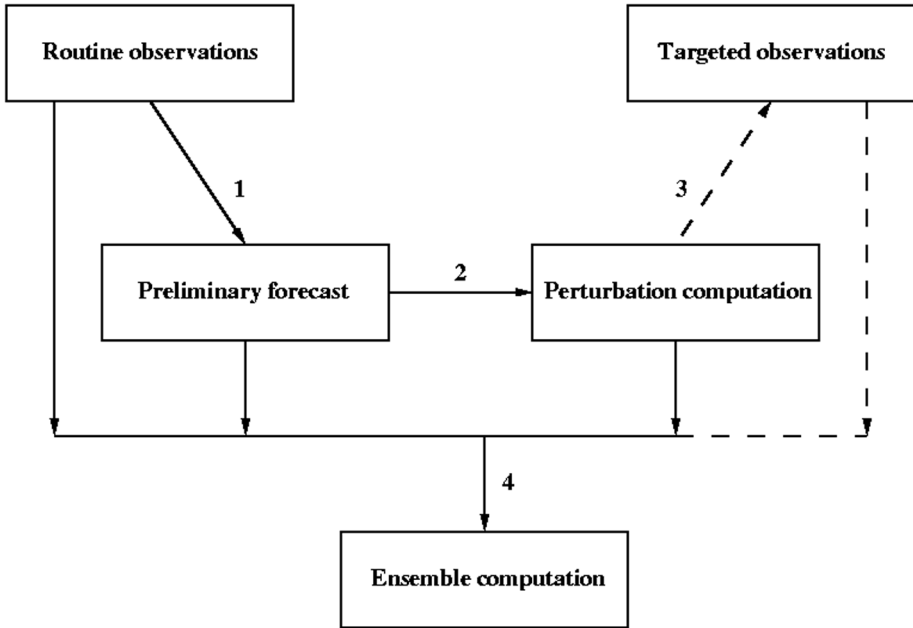 Routine observations
Targeted observations
1
3
Preliminary forecast
2
Perturbation computation
4
Ensemble computation